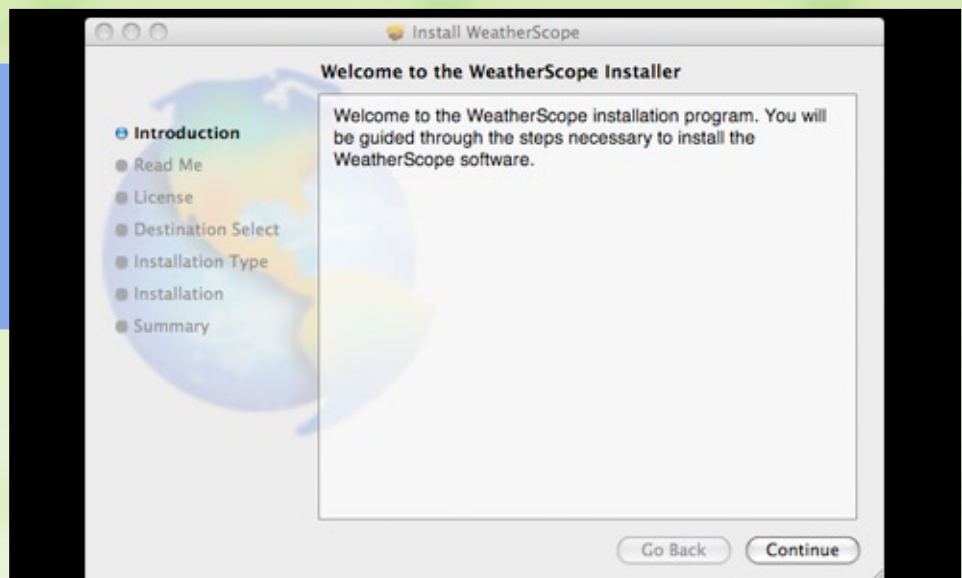 Install WeatherScope
Welcome to the WeatherScope Installer
Introduction
Read Me
License
Destination Select
Installation Type
Installation
Summary
Welcome to the WeatherScope installation program. You will
be guided through the steps necessary to install the
WeatherScope software.
Go Back
Continue